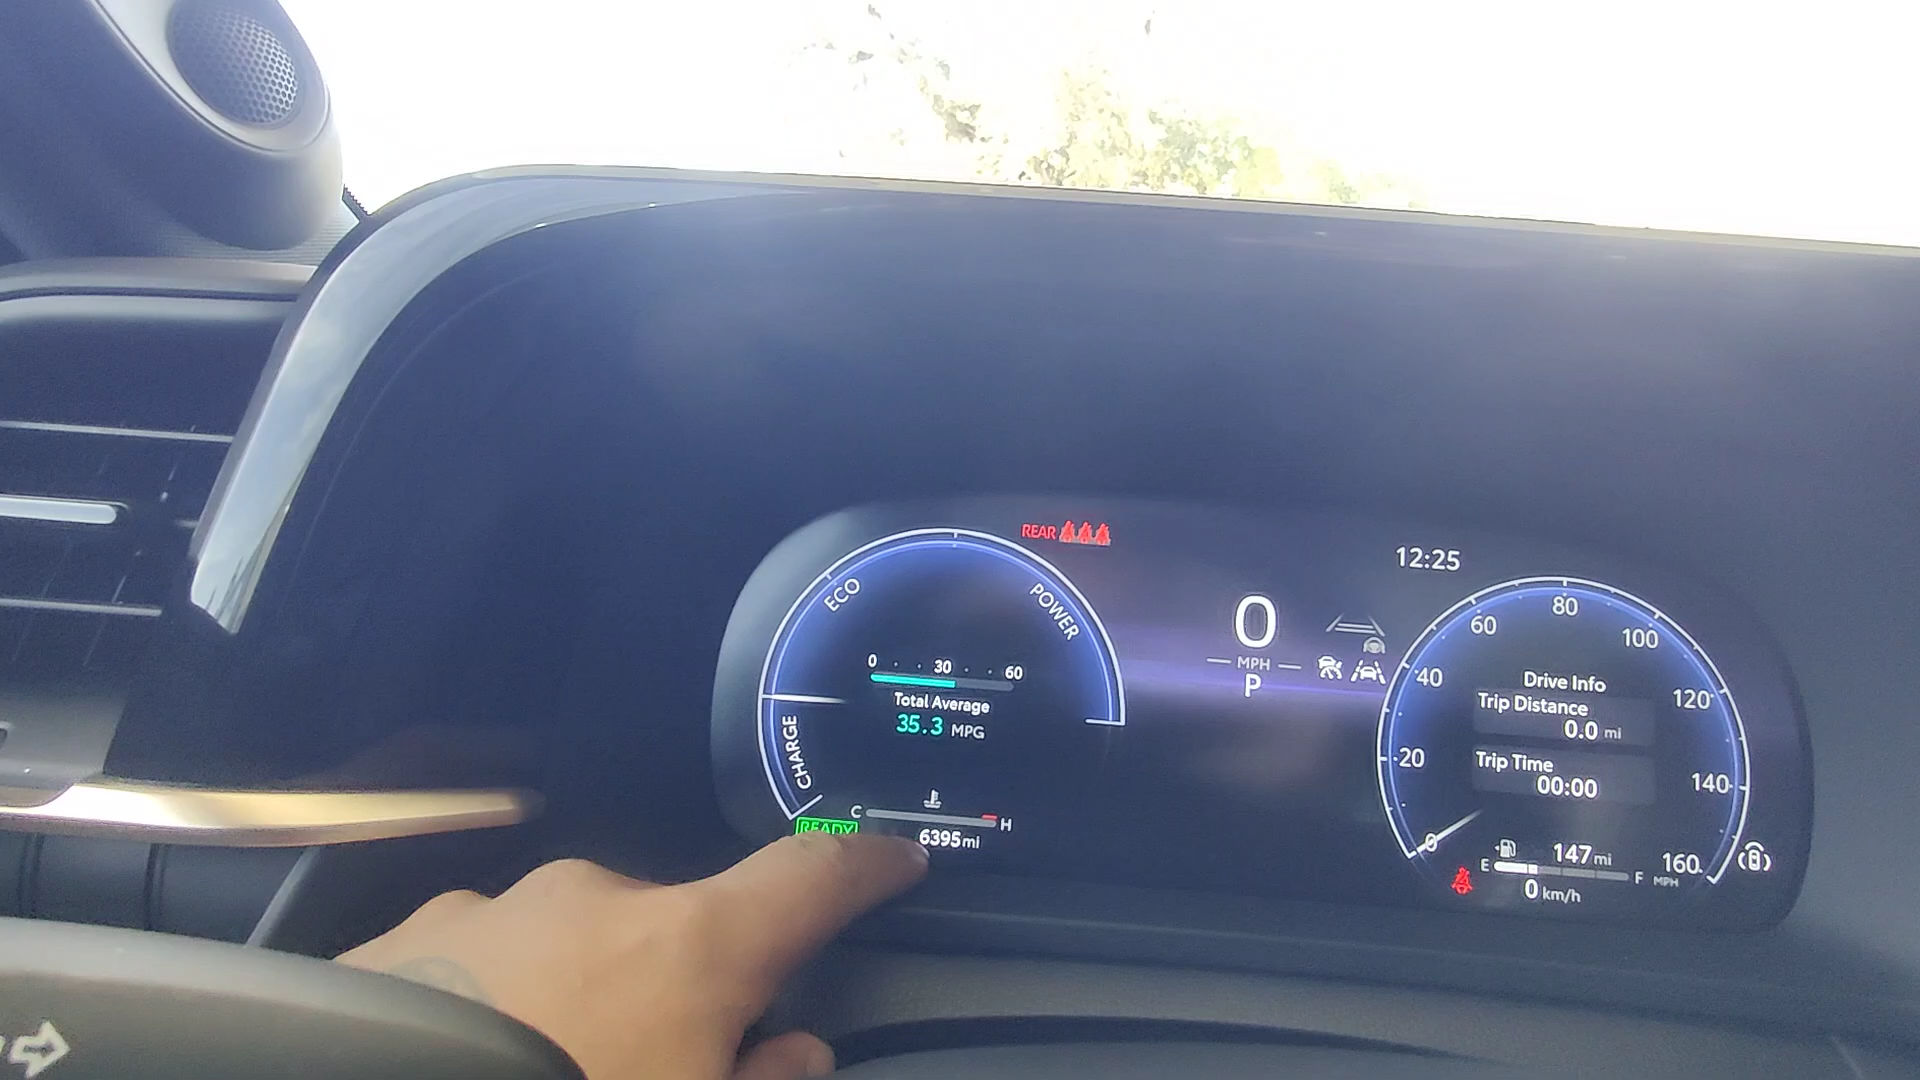 REAR
12:25
ECO
POWER
CHARGE
0 30 60
Total Average
35.3 MPG
C H
READY
6395mi
0
MPH
P
0
20
40
60
80
100
120
140
160
MPH
Drive Info
Trip Distance
0.0 mi
Trip Time
00:00
147mi
E F
0 km/h